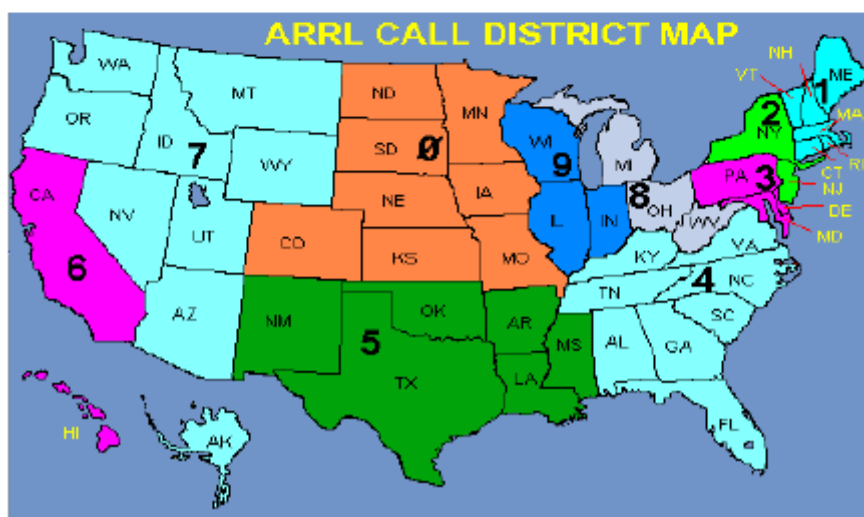 ARRL CALL DISTRICT MAP
WA
MT
ND
MN
VT
NH
ME
1
OR
ID
7
WY
SD
Ø
WI
9
MI
2
NY
MA
RI
CT
CA
NV
UT
NE
IA
IL
IN
8
OH
PA
3
NJ
DE
MD
WV
VA
6
CO
KS
MO
KY
4
NC
TN
SC
AZ
NM
OK
AR
5
TX
LA
MS
AL
GA
FL
HI
AK